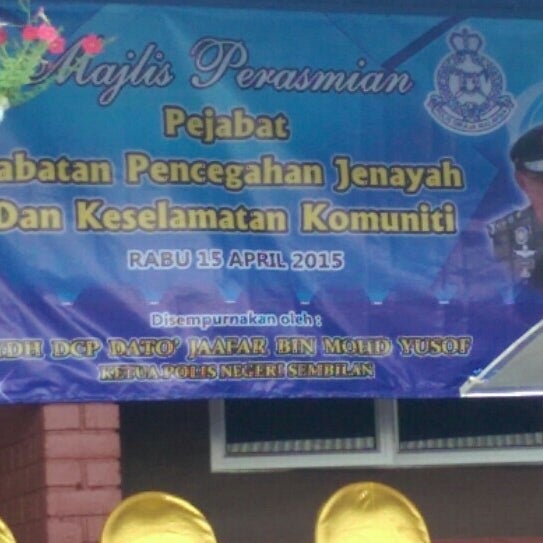 Majlis Perasmian
Pejabat
abatan Pencegahan Jenayah
Dan Keselamatan Komuniti
RABU 15 APRIL 2015
Disempurnakan oleh :
DCP DATO' JAAFAR BIN MOHD YUSOF
KETUA POLIS NEGERI SEMBILAN